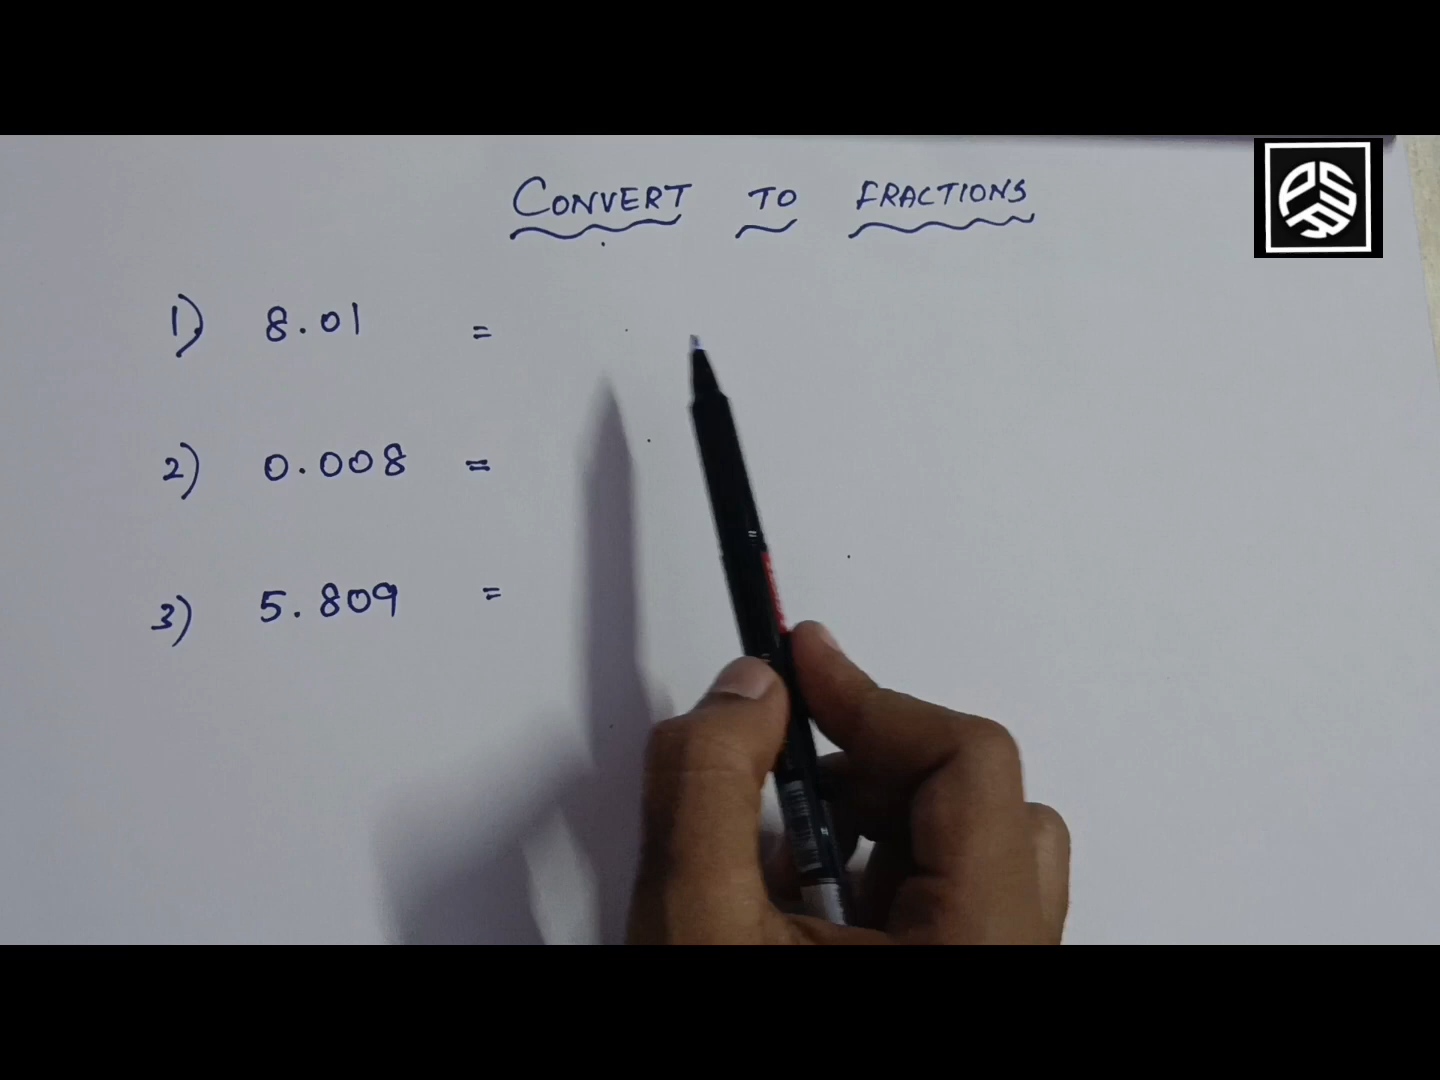 CONVERT TO FRACTIONS
1) 8.01 =
2) 0.008 =
3) 5.809 =